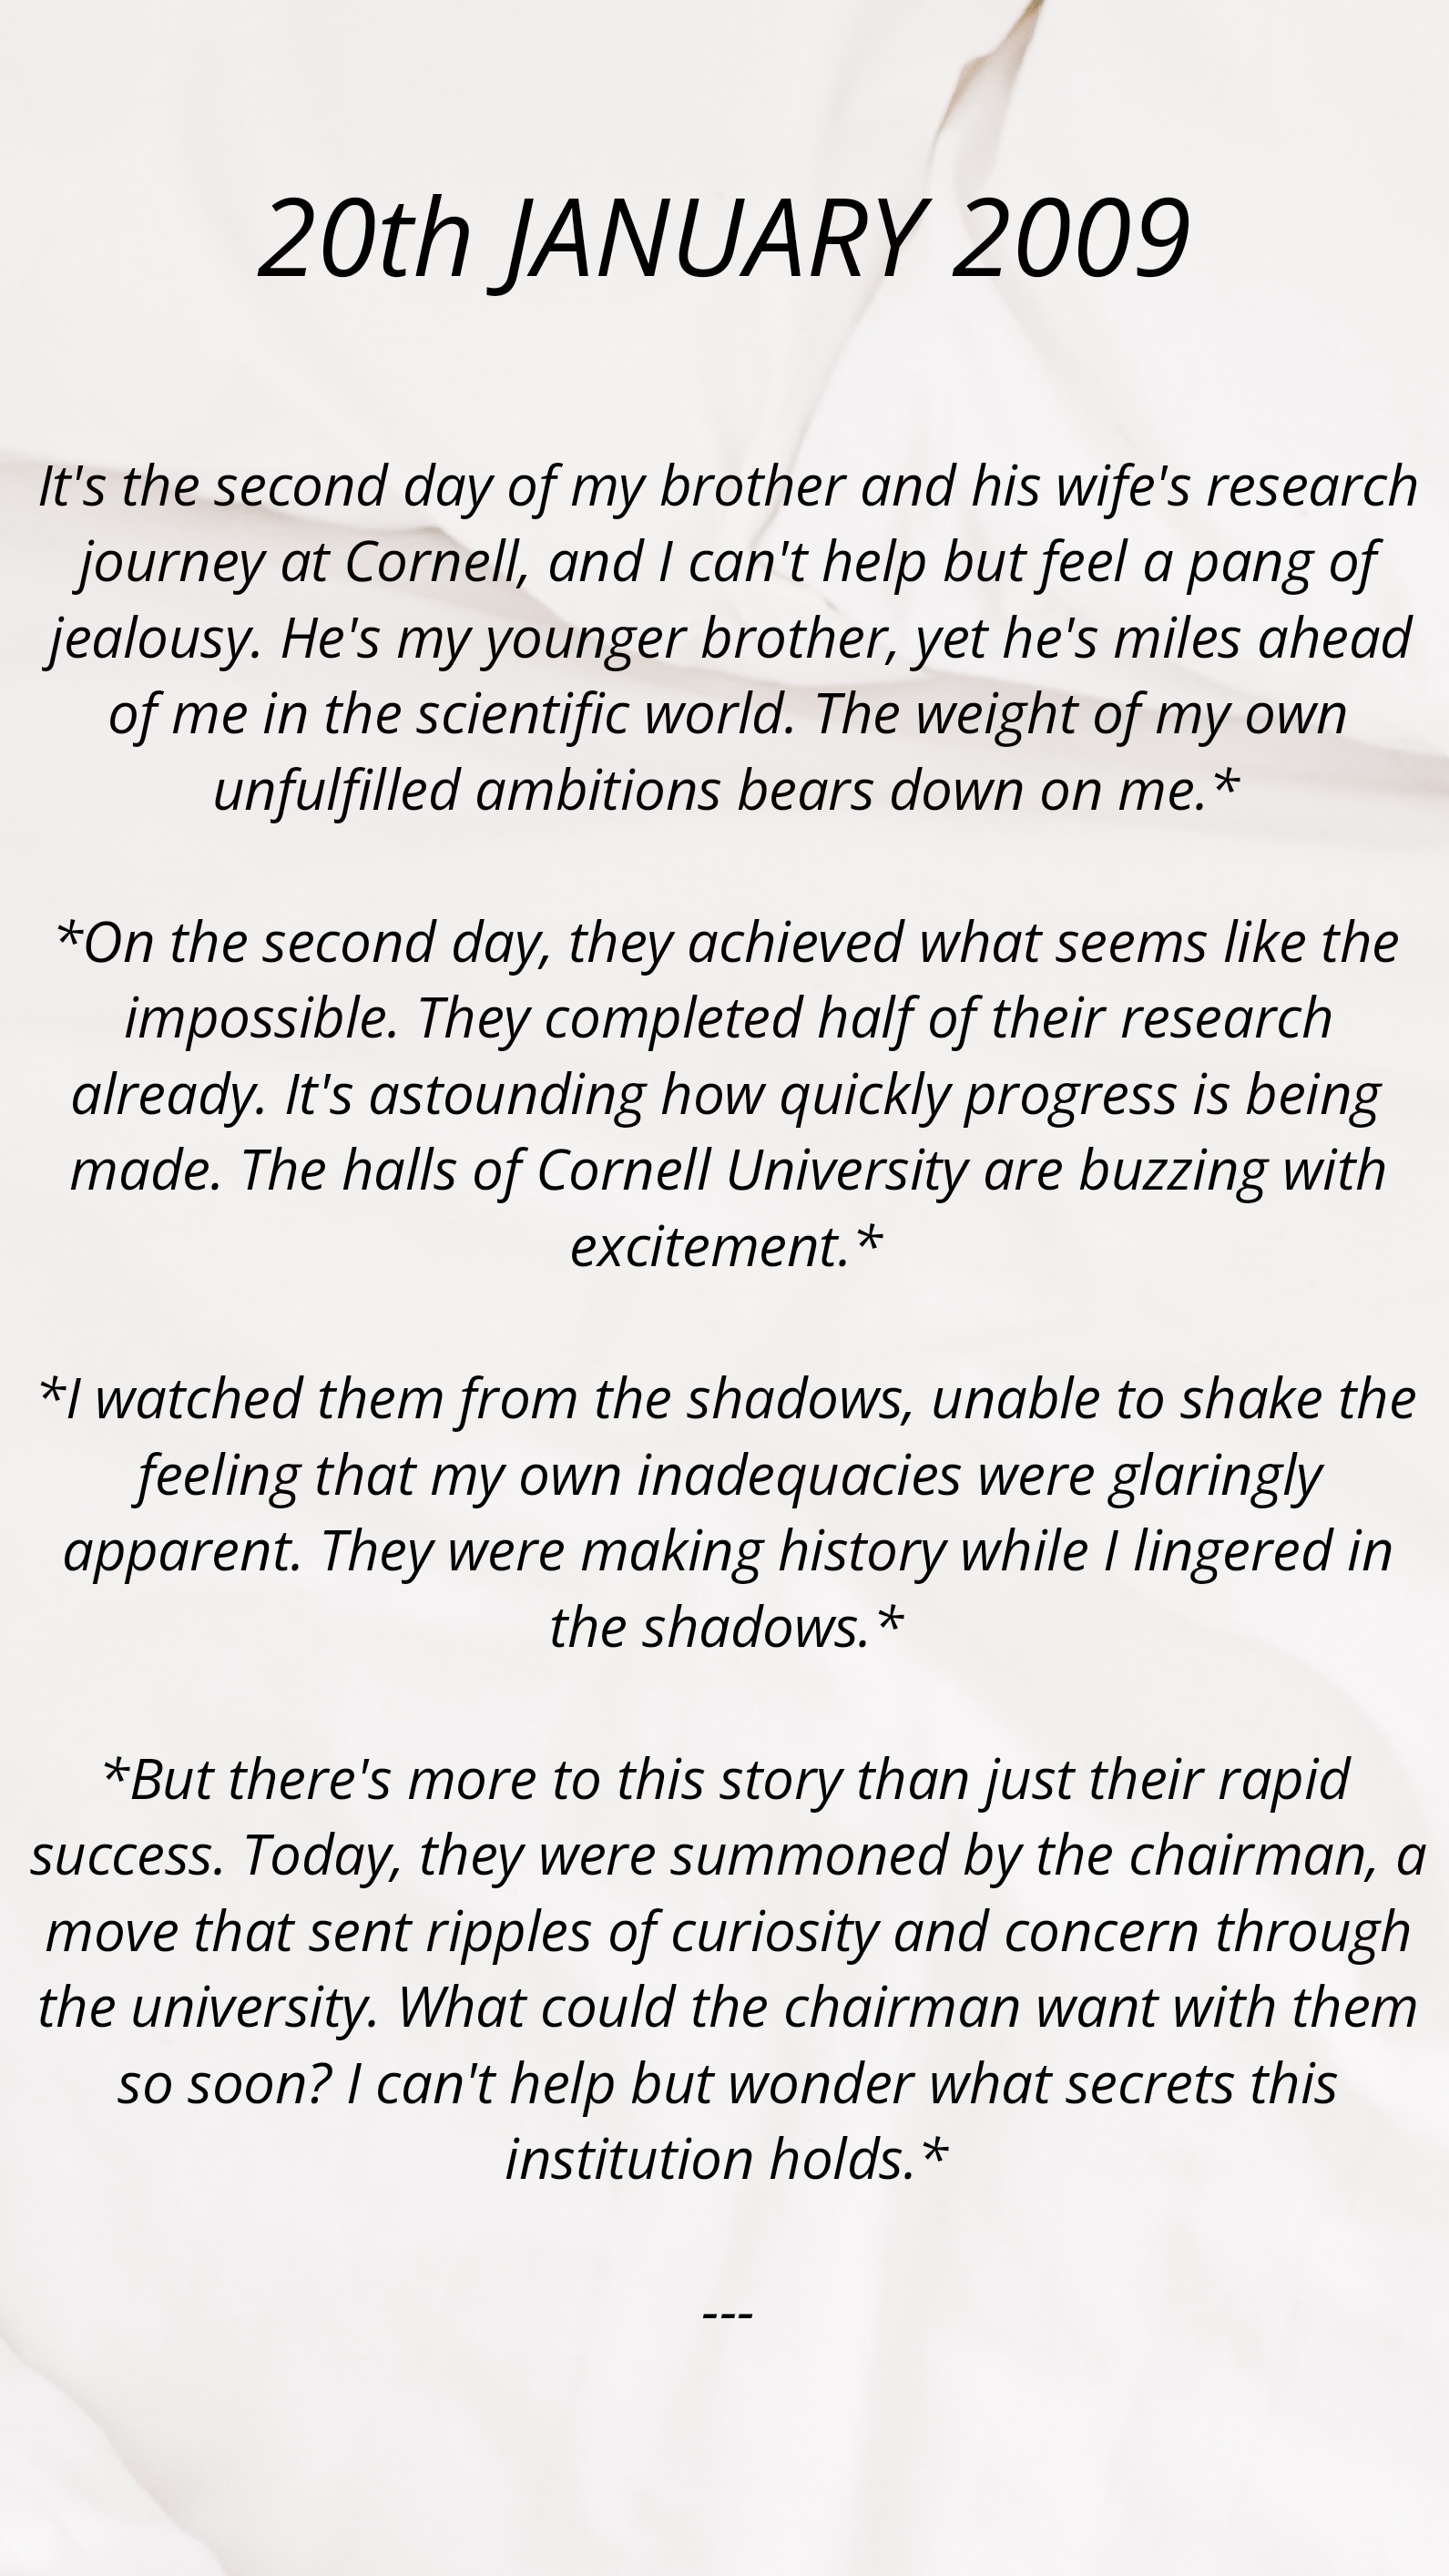 20th JANUARY 2009
It's the second day of my brother and his wife's research
journey at Cornell, and I can't help but feel a pang of
jealousy. He's my younger brother, yet he's miles ahead
of me in the scientific world. The weight of my own
unfulfilled ambitions bears down on me.*
*On the second day, they achieved what seems like the
impossible. They completed half of their research
already. It's astounding how quickly progress is being
made. The halls of Cornell University are buzzing with
excitement.*
*I watched them from the shadows, unable to shake the
feeling that my own inadequacies were glaringly
apparent. They were making history while I lingered in
the shadows.*
*But there's more to this story than just their rapid
success. Today, they were summoned by the chairman, a
move that sent ripples of curiosity and concern through
the university. What could the chairman want with them
so soon? I can't help but wonder what secrets this
institution holds.*
---